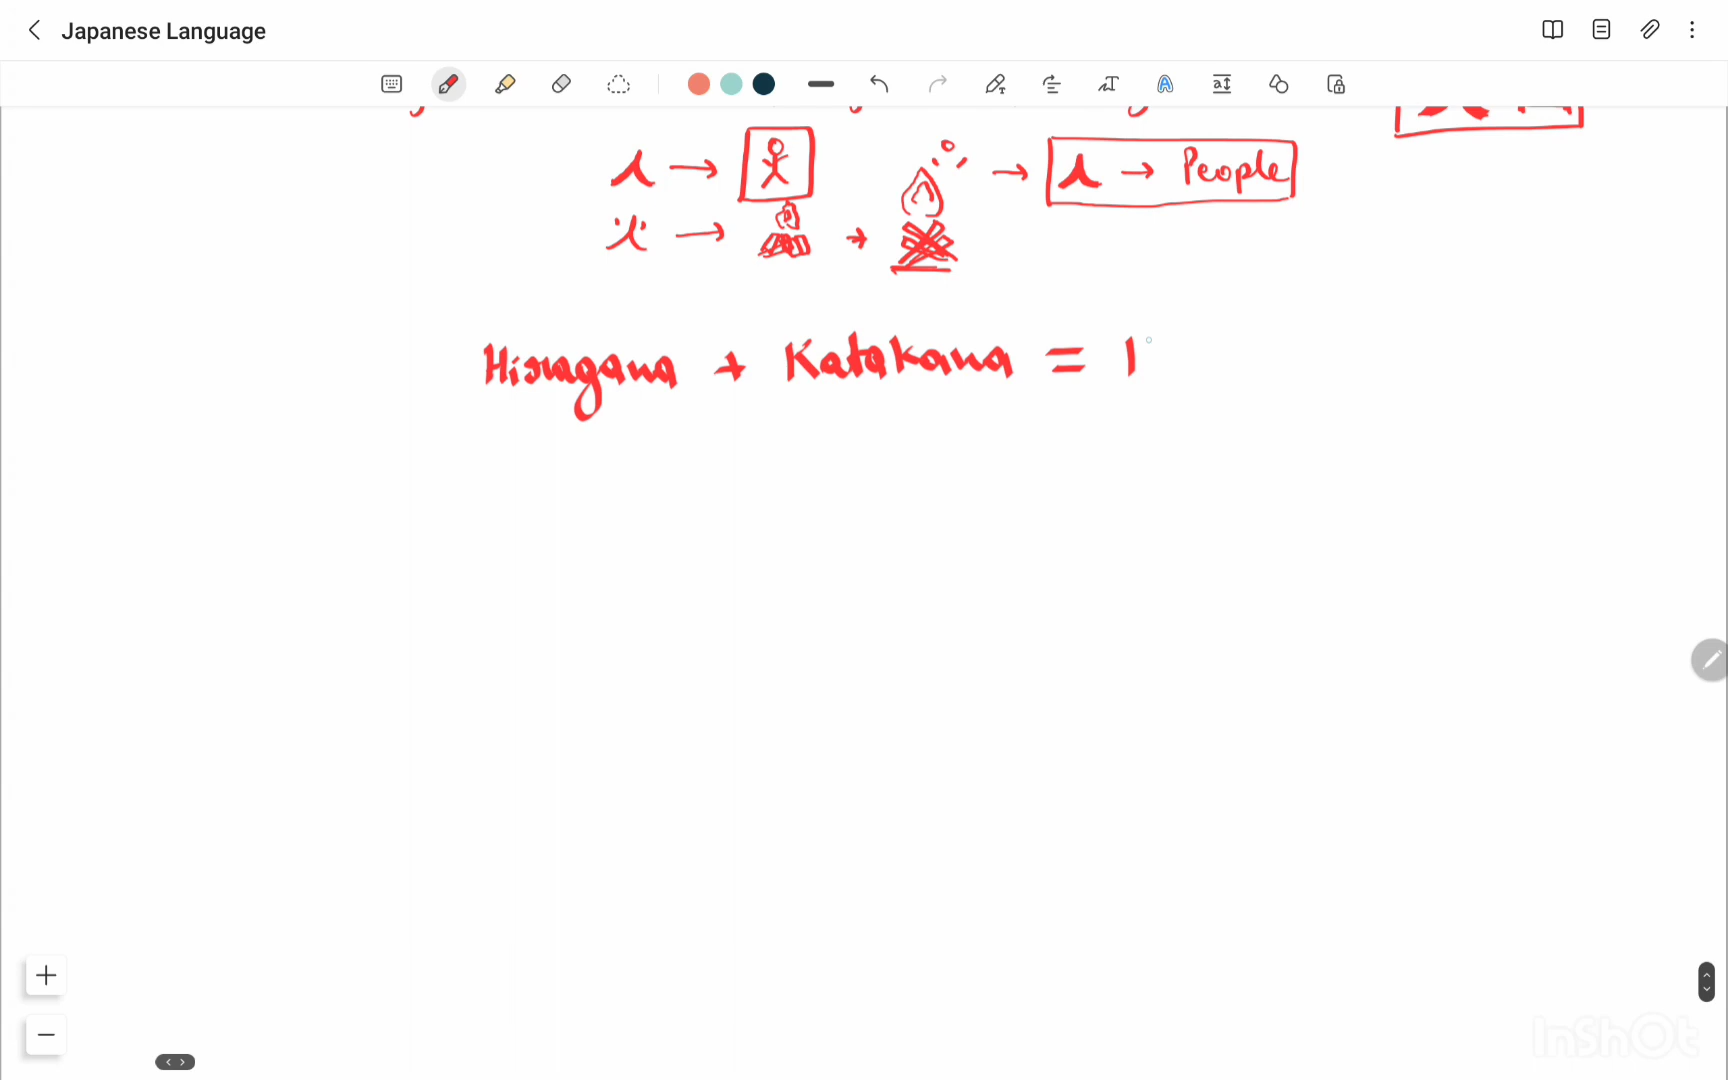 Japanese Language
人 → → 人 → People
火 → →
Hiragana + Katakana = 1
InShOt